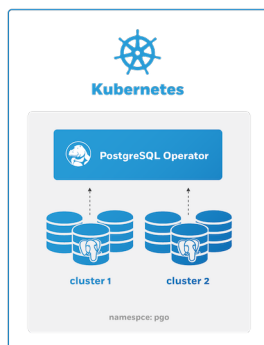 Kubernetes
PostgreSQL Operator
cluster 1
cluster 2
namespce: pgo